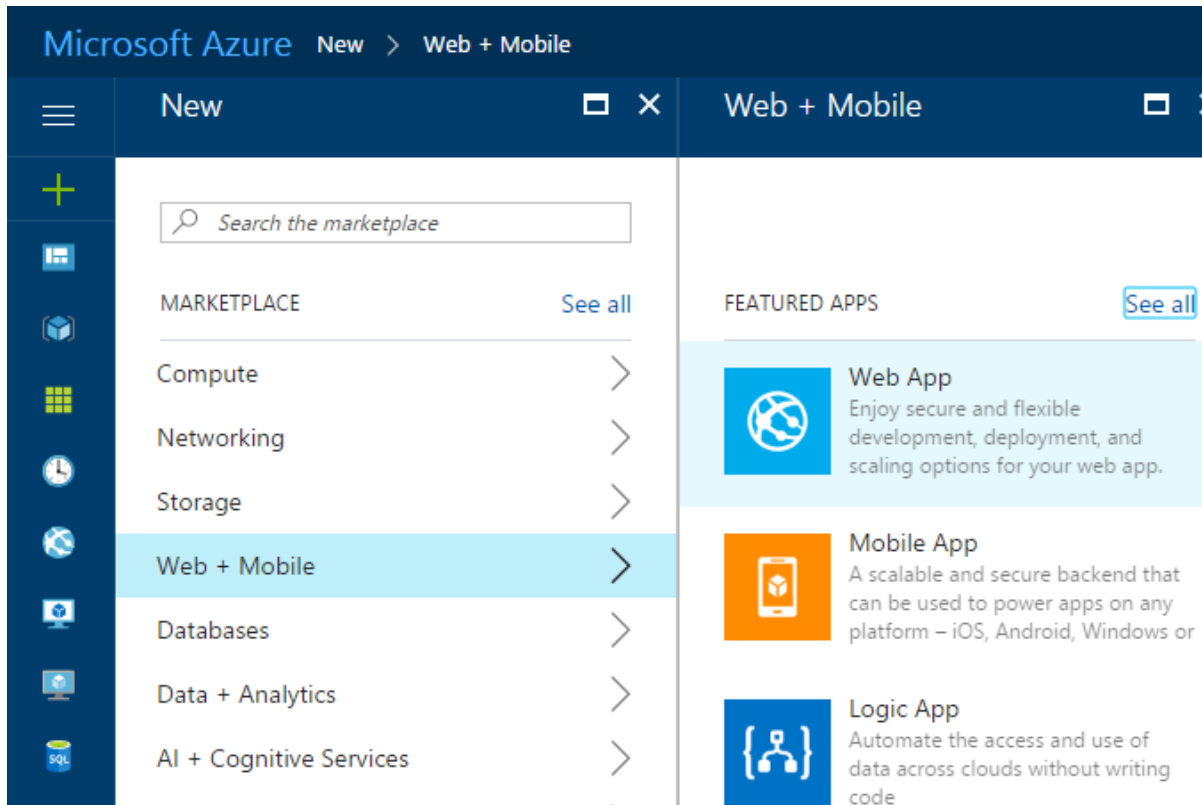 Microsoft Azure New > Web + Mobile
New
Search the marketplace
MARKETPLACE See all
Compute
Networking
Storage
Web + Mobile
Databases
Data + Analytics
AI + Cognitive Services
Web + Mobile
FEATURED APPS See all
Web App
Enjoy secure and flexible
development, deployment, and
scaling options for your web app.
Mobile App
A scalable and secure backend that
can be used to power apps on any
platform – iOS, Android, Windows or
Logic App
Automate the access and use of
data across clouds without writing
code
SQL